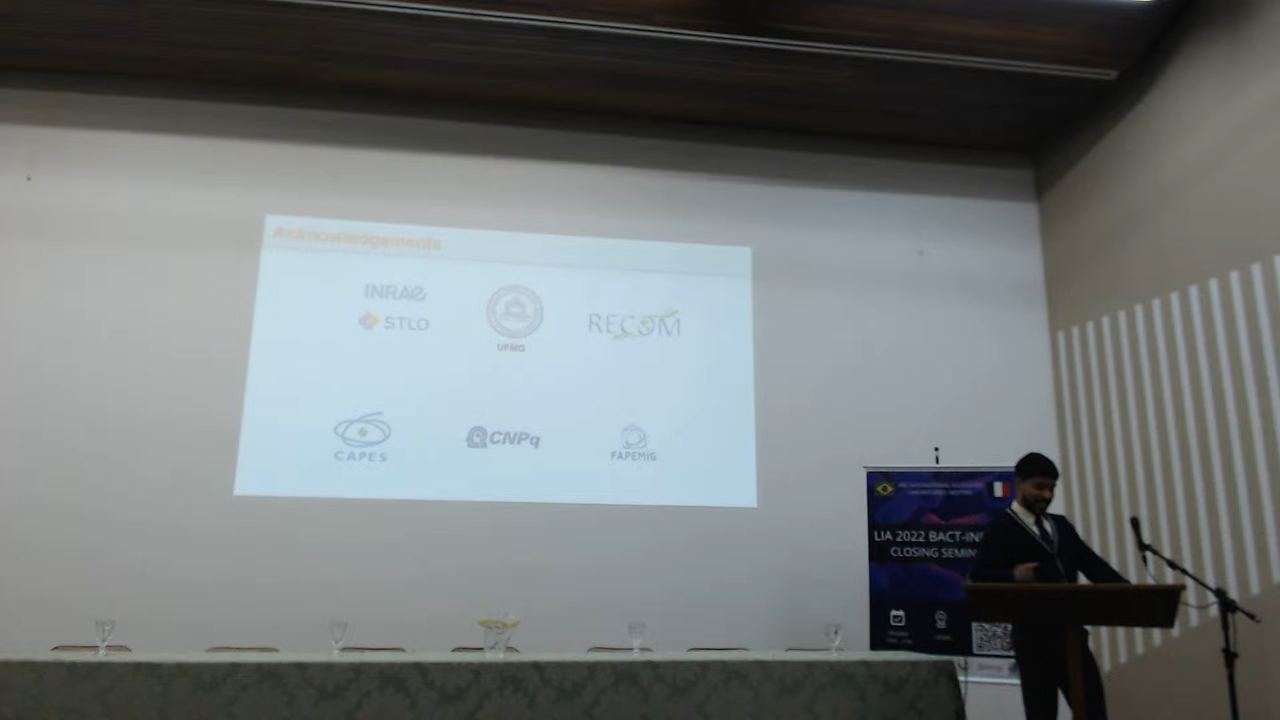 Acknowledgements
INRAE
STLO
UFMG
RECOM
CAPES
CNPq
FAPEMIG
LIA 2022 BACT-IN
CLOSING SEMIN